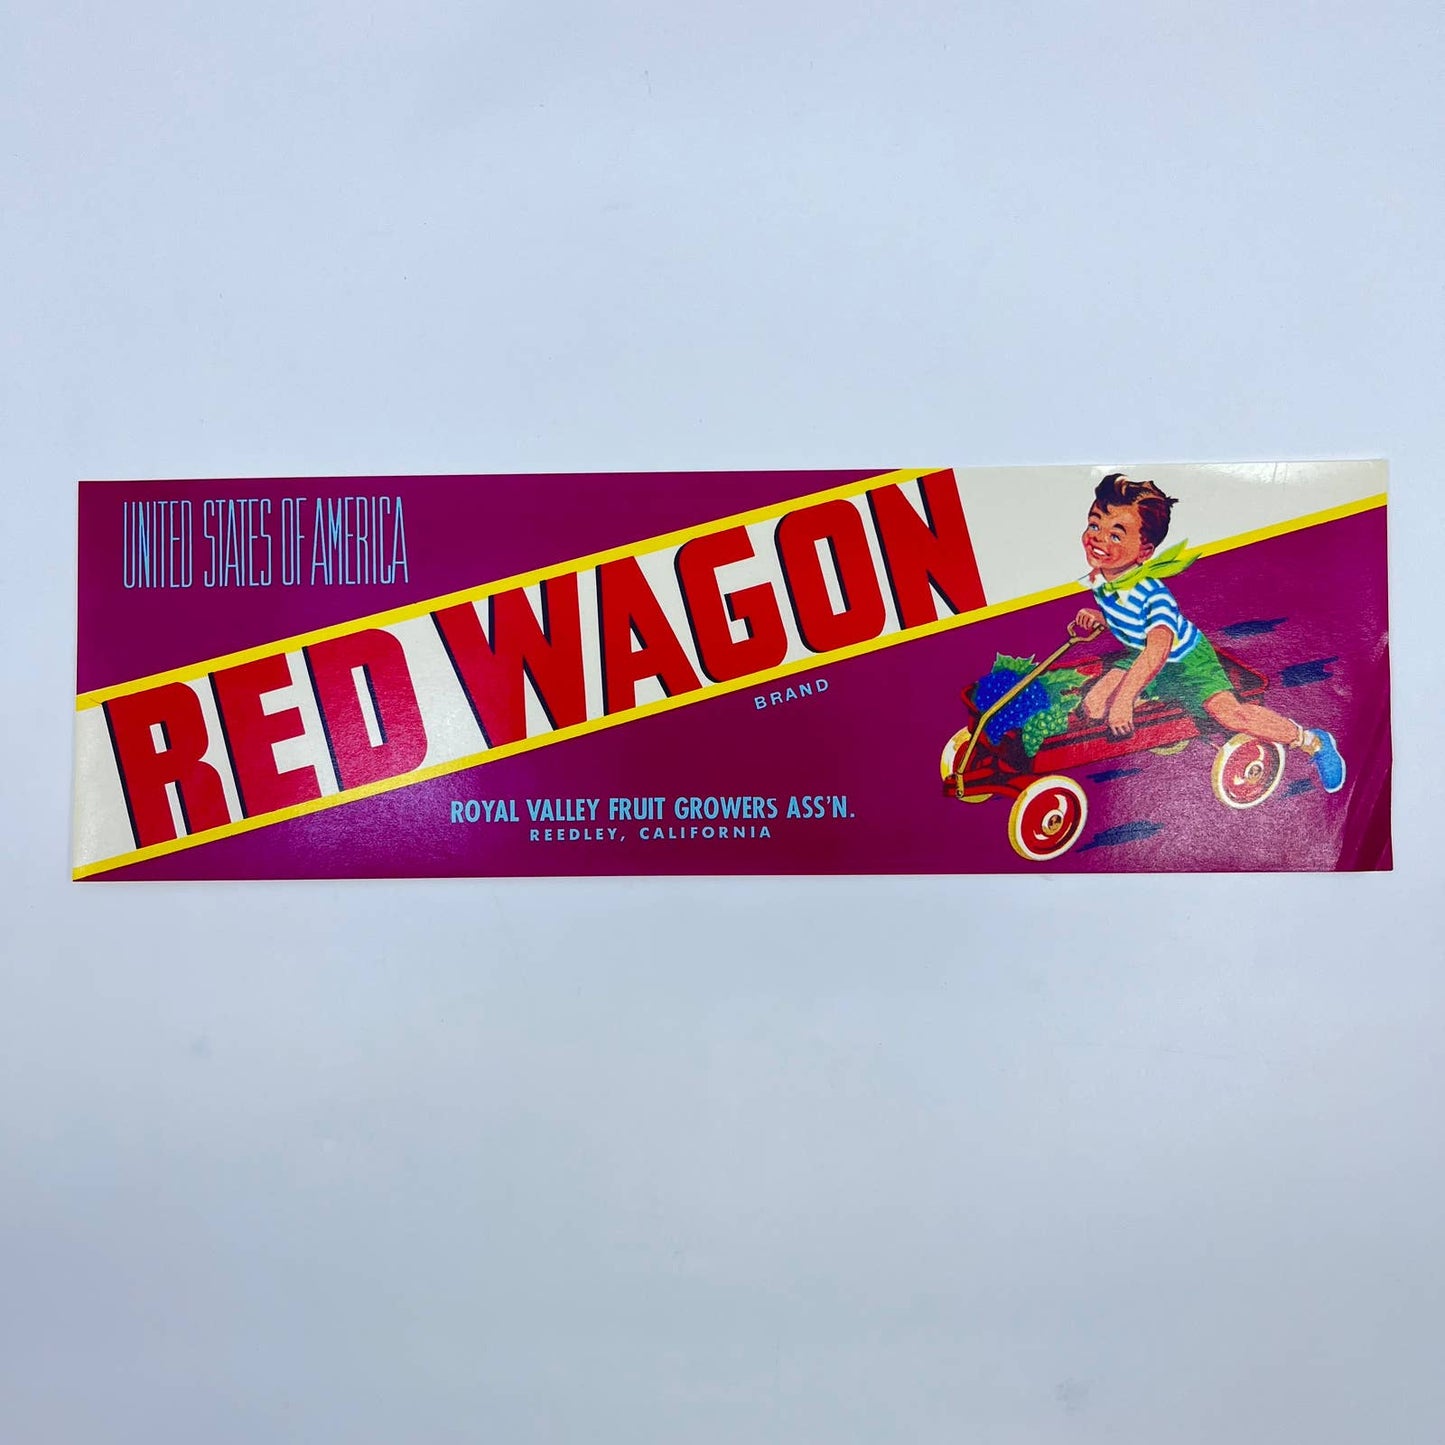 UNITED STATES OF AMERICA
RED WAGON
BRAND
ROYAL VALLEY FRUIT GROWERS ASS'N.
REEDLEY, CALIFORNIA